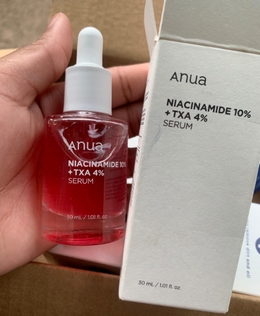 Anua
NIACINAMIDE 10%
+ TXA 4%
SERUM
30 mL / 1.01 fl. oz.
Anua
NIACINAMIDE 10%
+ TXA 4%
SERUM
30 mL / 1.01 fl. oz.